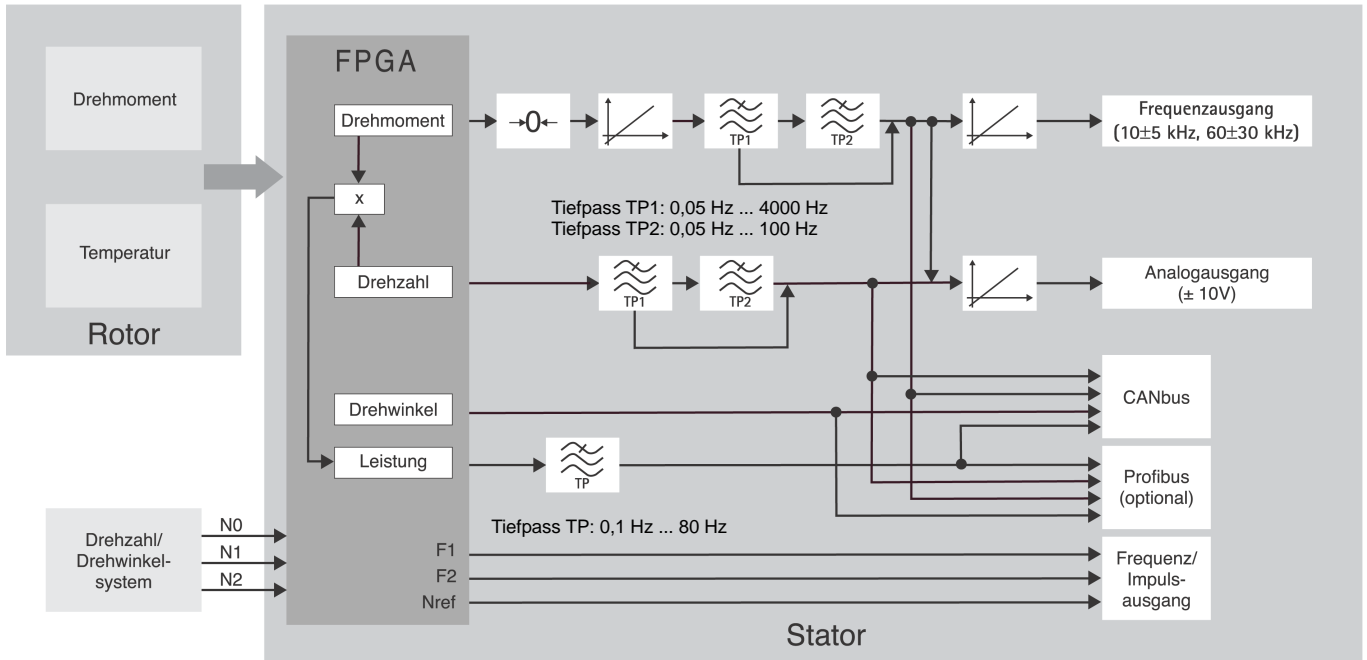 Drehmoment
Temperatur
Rotor
FPGA
Drehmoment
x
Drehzahl
Drehwinkel
Leistung
→0←
TP1
TP2
Frequenzausgang
(10±5 kHz, 60±30 kHz)
Tiefpass TP1: 0,05 Hz ... 4000 Hz
Tiefpass TP2: 0,05 Hz ... 100 Hz
TP1
TP2
Analogausgang
(± 10V)
CANbus
TP
Profibus
(optional)
Tiefpass TP: 0,1 Hz ... 80 Hz
Drehzahl/
Drehwinkel-
system
N0
N1
N2
F1
F2
Nref
Frequenz/
Impuls-
ausgang
Stator